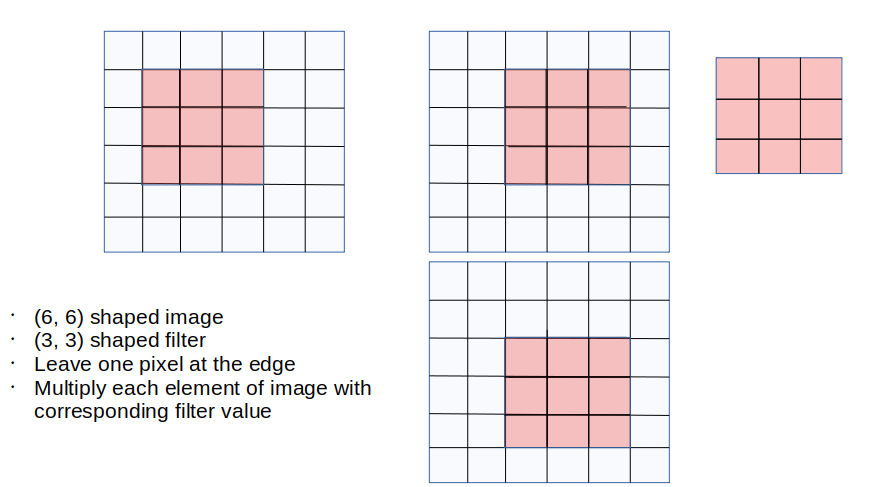 · (6, 6) shaped image
· (3, 3) shaped filter
· Leave one pixel at the edge
· Multiply each element of image with
corresponding filter value